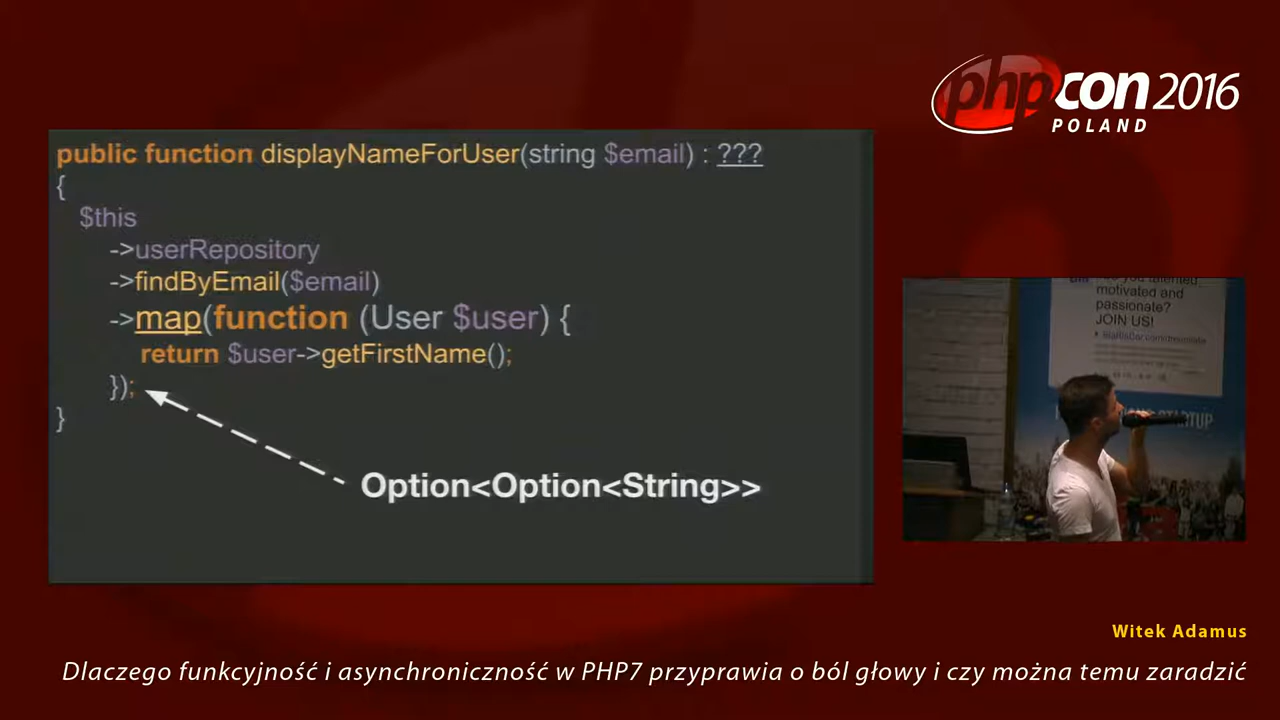 phpcon 2016
POLAND
public function displayNameForUser(string $email) : ???
{
$this
->userRepository
->findByEmail($email)
->map(function (User $user) {
return $user->getFirstName();
});
}
Option<Option<String>>
motivated and
passionate?
JOIN US!
Witek Adamus
Dlaczego funkcyjność i asynchroniczność w PHP7 przyprawia o ból głowy i czy można temu zaradzić